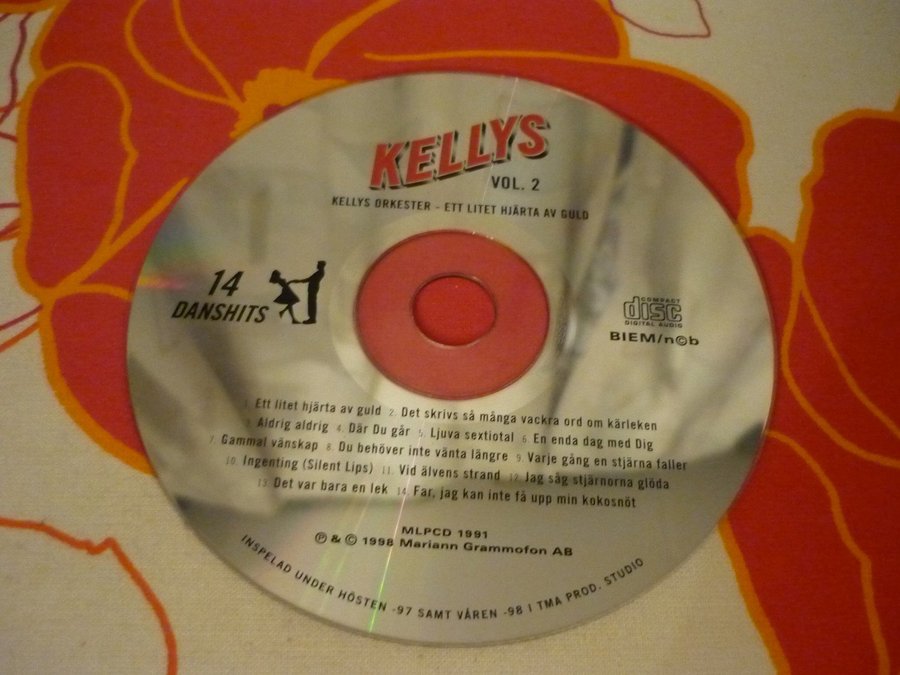 KELLYS
VOL. 2
KELLYS ORKESTER - ETT LITET HJÄRTA AV GULD
14
DANSHITS
COMPACT
disc
DIGITAL AUDIO
BIEM/n©b
1. Ett litet hjärta av guld 2. Det skrivs så många vackra ord om kärleken
3. Aldrig aldrig 4. Där Du går 5. Ljuva sextiotal 6. En enda dag med Dig
7. Gammal vänskap 8. Du behöver inte vänta längre 9. Varje gång en stjärna faller
10. Ingenting (Silent Lips) 11. Vid älvens strand 12. Jag såg stjärnorna glöda
13. Det var bara en lek 14. Far, jag kan inte få upp min kokosnöt
MLPCD 1991
℗ & © 1998 Mariann Grammofon AB
INSPELAD UNDER HÖSTEN -97 SAMT VÅREN -98 I TMA PROD. STUDIO